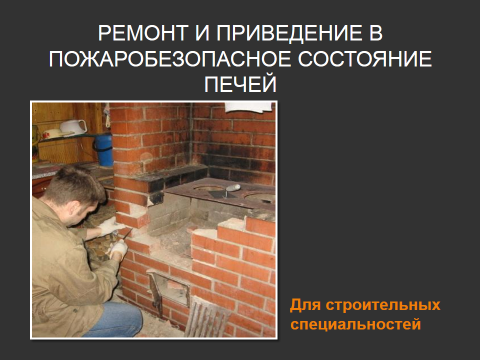 РЕМОНТ И ПРИВЕДЕНИЕ В
ПОЖАРОБЕЗОПАСНОЕ СОСТОЯНИЕ
ПЕЧЕЙ
Для строительных
специальностей